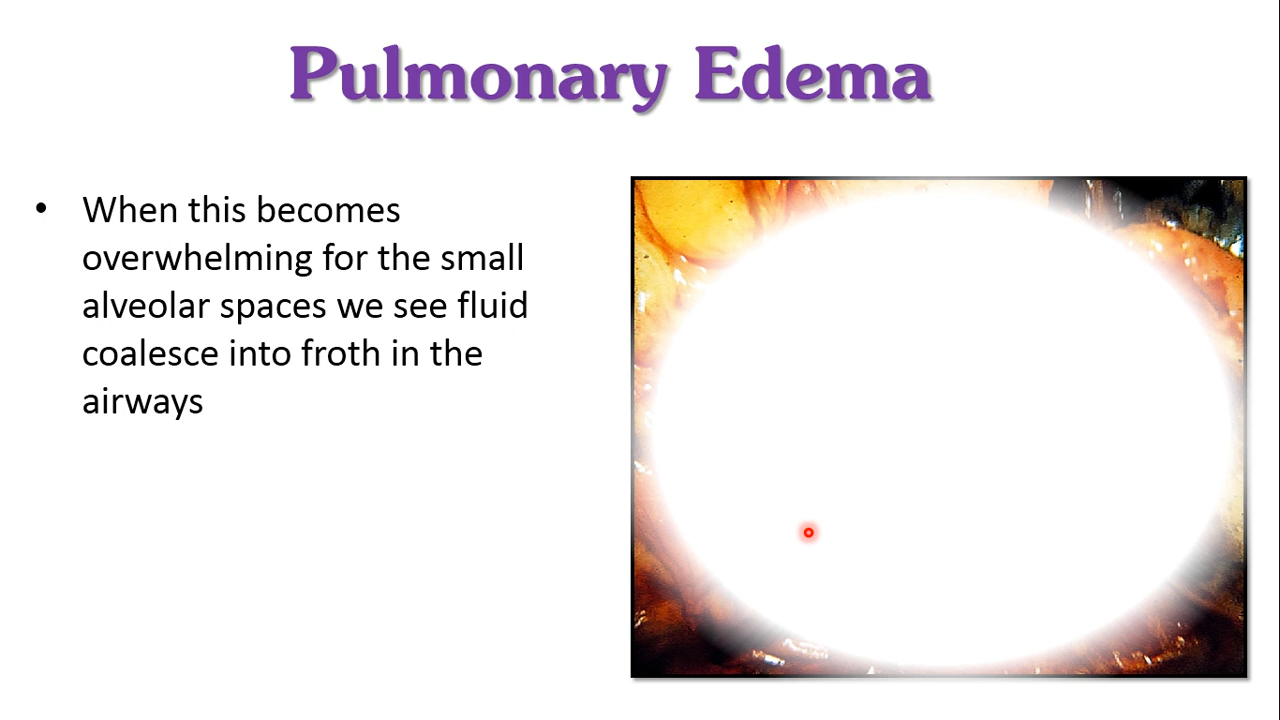 Pulmonary Edema
• When this becomes
overwhelming for the small
alveolar spaces we see fluid
coalesce into froth in the
airways